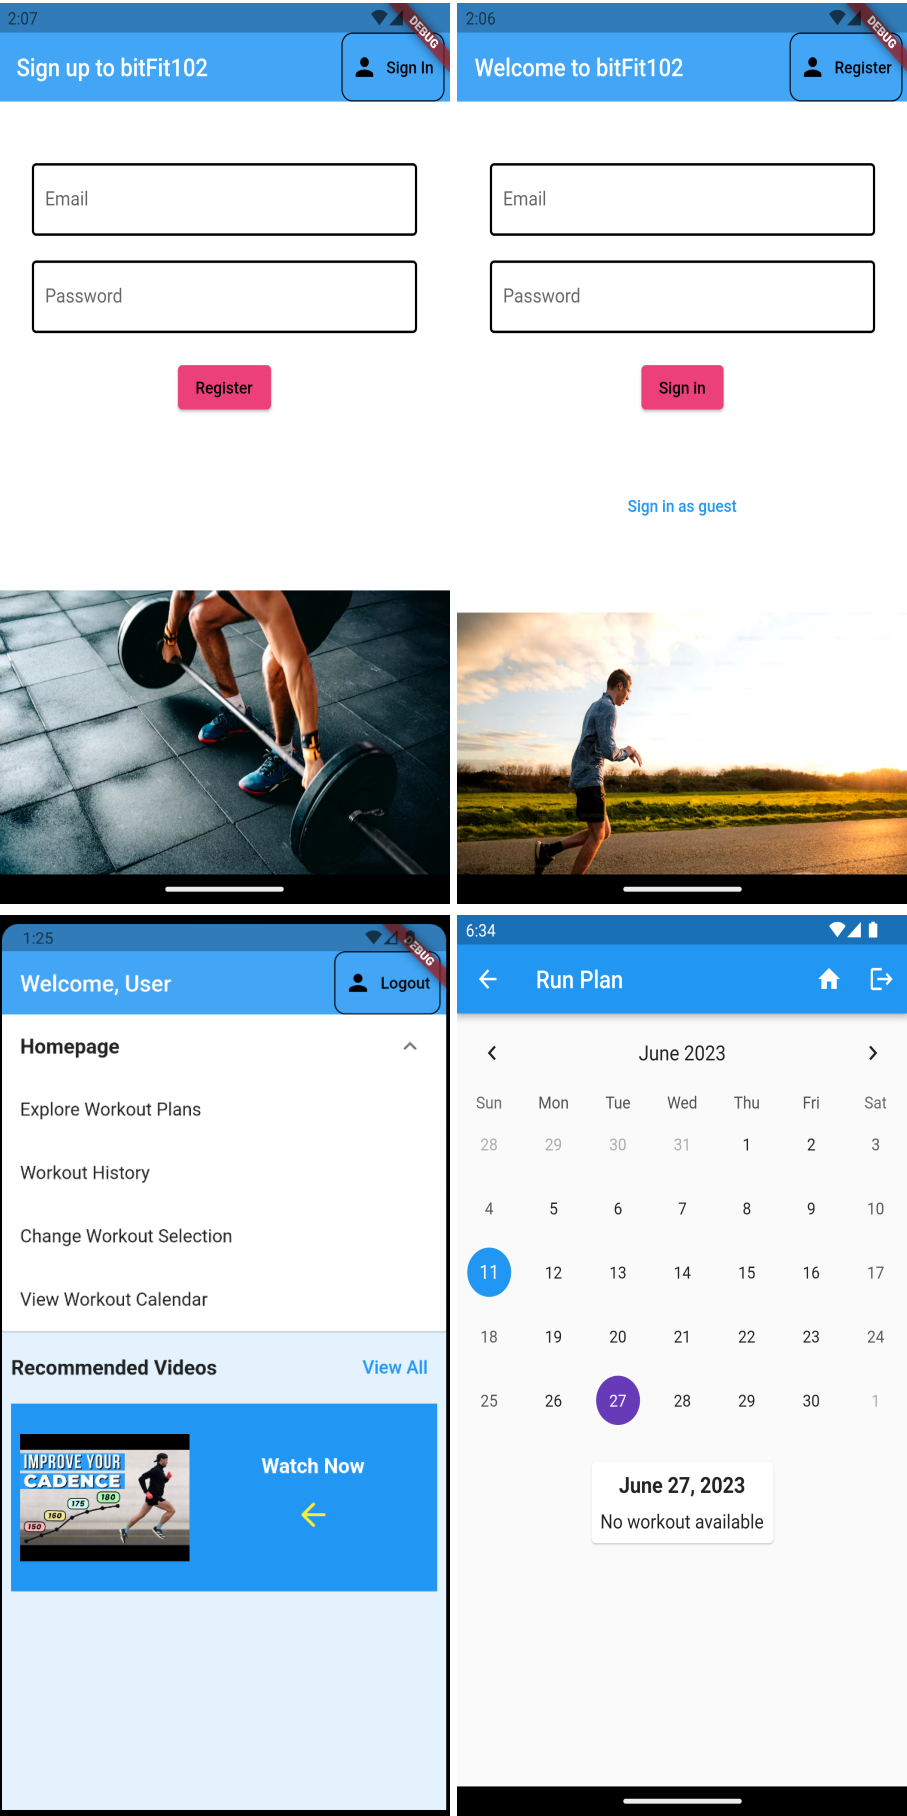 2:07
DEBUG
Sign up to bitFit102
Sign In
Email
Password
Register
2:06
DEBUG
Welcome to bitFit102
Register
Email
Password
Sign in
Sign in as guest
1:25
DEBUG
Welcome, User
Logout
Homepage
Explore Workout Plans
Workout History
Change Workout Selection
View Workout Calendar
Recommended Videos
View All
IMPROVE YOUR
CADENCE
180
175
160
150
Watch Now
6:34
Run Plan
June 2023
Sun Mon Tue Wed Thu Fri Sat
28 29 30 31 1 2 3
4 5 6 7 8 9 10
11 12 13 14 15 16 17
18 19 20 21 22 23 24
25 26 27 28 29 30 1
June 27, 2023
No workout available